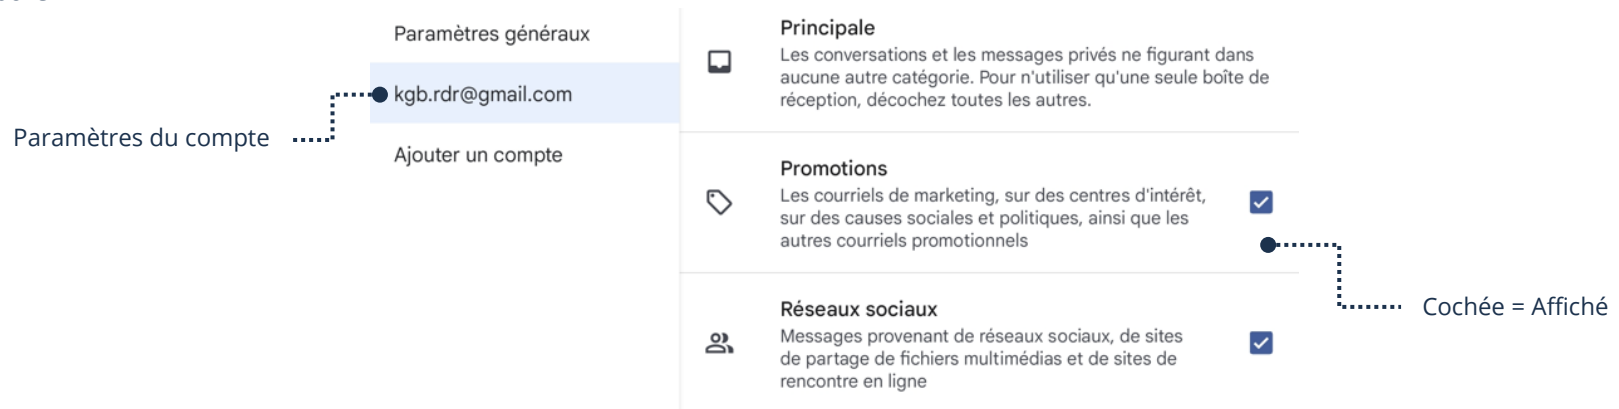 Paramètres généraux
kgb.rdr@gmail.com
Ajouter un compte
Paramètres du compte
Principale
Les conversations et les messages privés ne figurant dans
aucune autre catégorie. Pour n'utiliser qu'une seule boîte de
réception, décochez toutes les autres.
Promotions
Les courriels de marketing, sur des centres d'intérêt,
sur des causes sociales et politiques, ainsi que les
autres courriels promotionnels
Cochée = Affiché
Réseaux sociaux
Messages provenant de réseaux sociaux, de sites
de partage de fichiers multimédias et de sites de
rencontre en ligne